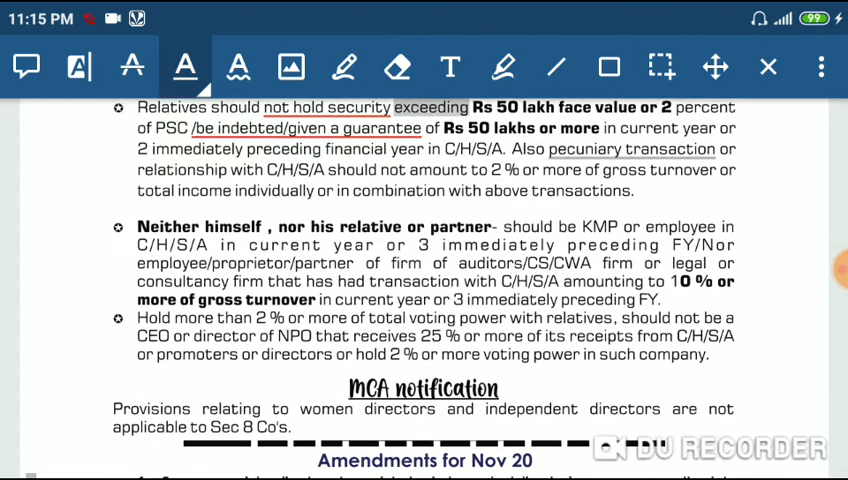 11:15 PM
99
A
A
A
A
T
Relatives should not hold security exceeding Rs 50 lakh face value or 2 percent
of PSC /be indebted/given a guarantee of Rs 50 lakhs or more in current year or
2 immediately preceding financial year in C/H/S/A. Also pecuniary transaction or
relationship with C/H/S/A should not amount to 2 % or more of gross turnover or
total income individually or in combination with above transactions.
Neither himself , nor his relative or partner- should be KMP or employee in
C/H/S/A in current year or 3 immediately preceding FY/Nor
employee/proprietor/partner of firm of auditors/CS/CWA firm or legal or
consultancy firm that has had transaction with C/H/S/A amounting to 10 % or
more of gross turnover in current year or 3 immediately preceding FY.
Hold more than 2 % or more of total voting power with relatives, should not be a
CEO or director of NPO that receives 25 % or more of its receipts from C/H/S/A
or promoters or directors or hold 2 % or more voting power in such company.
MCA notification
Provisions relating to women directors and independent directors are not
applicable to Sec 8 Co's.
DU RECORDER
Amendments for Nov 20